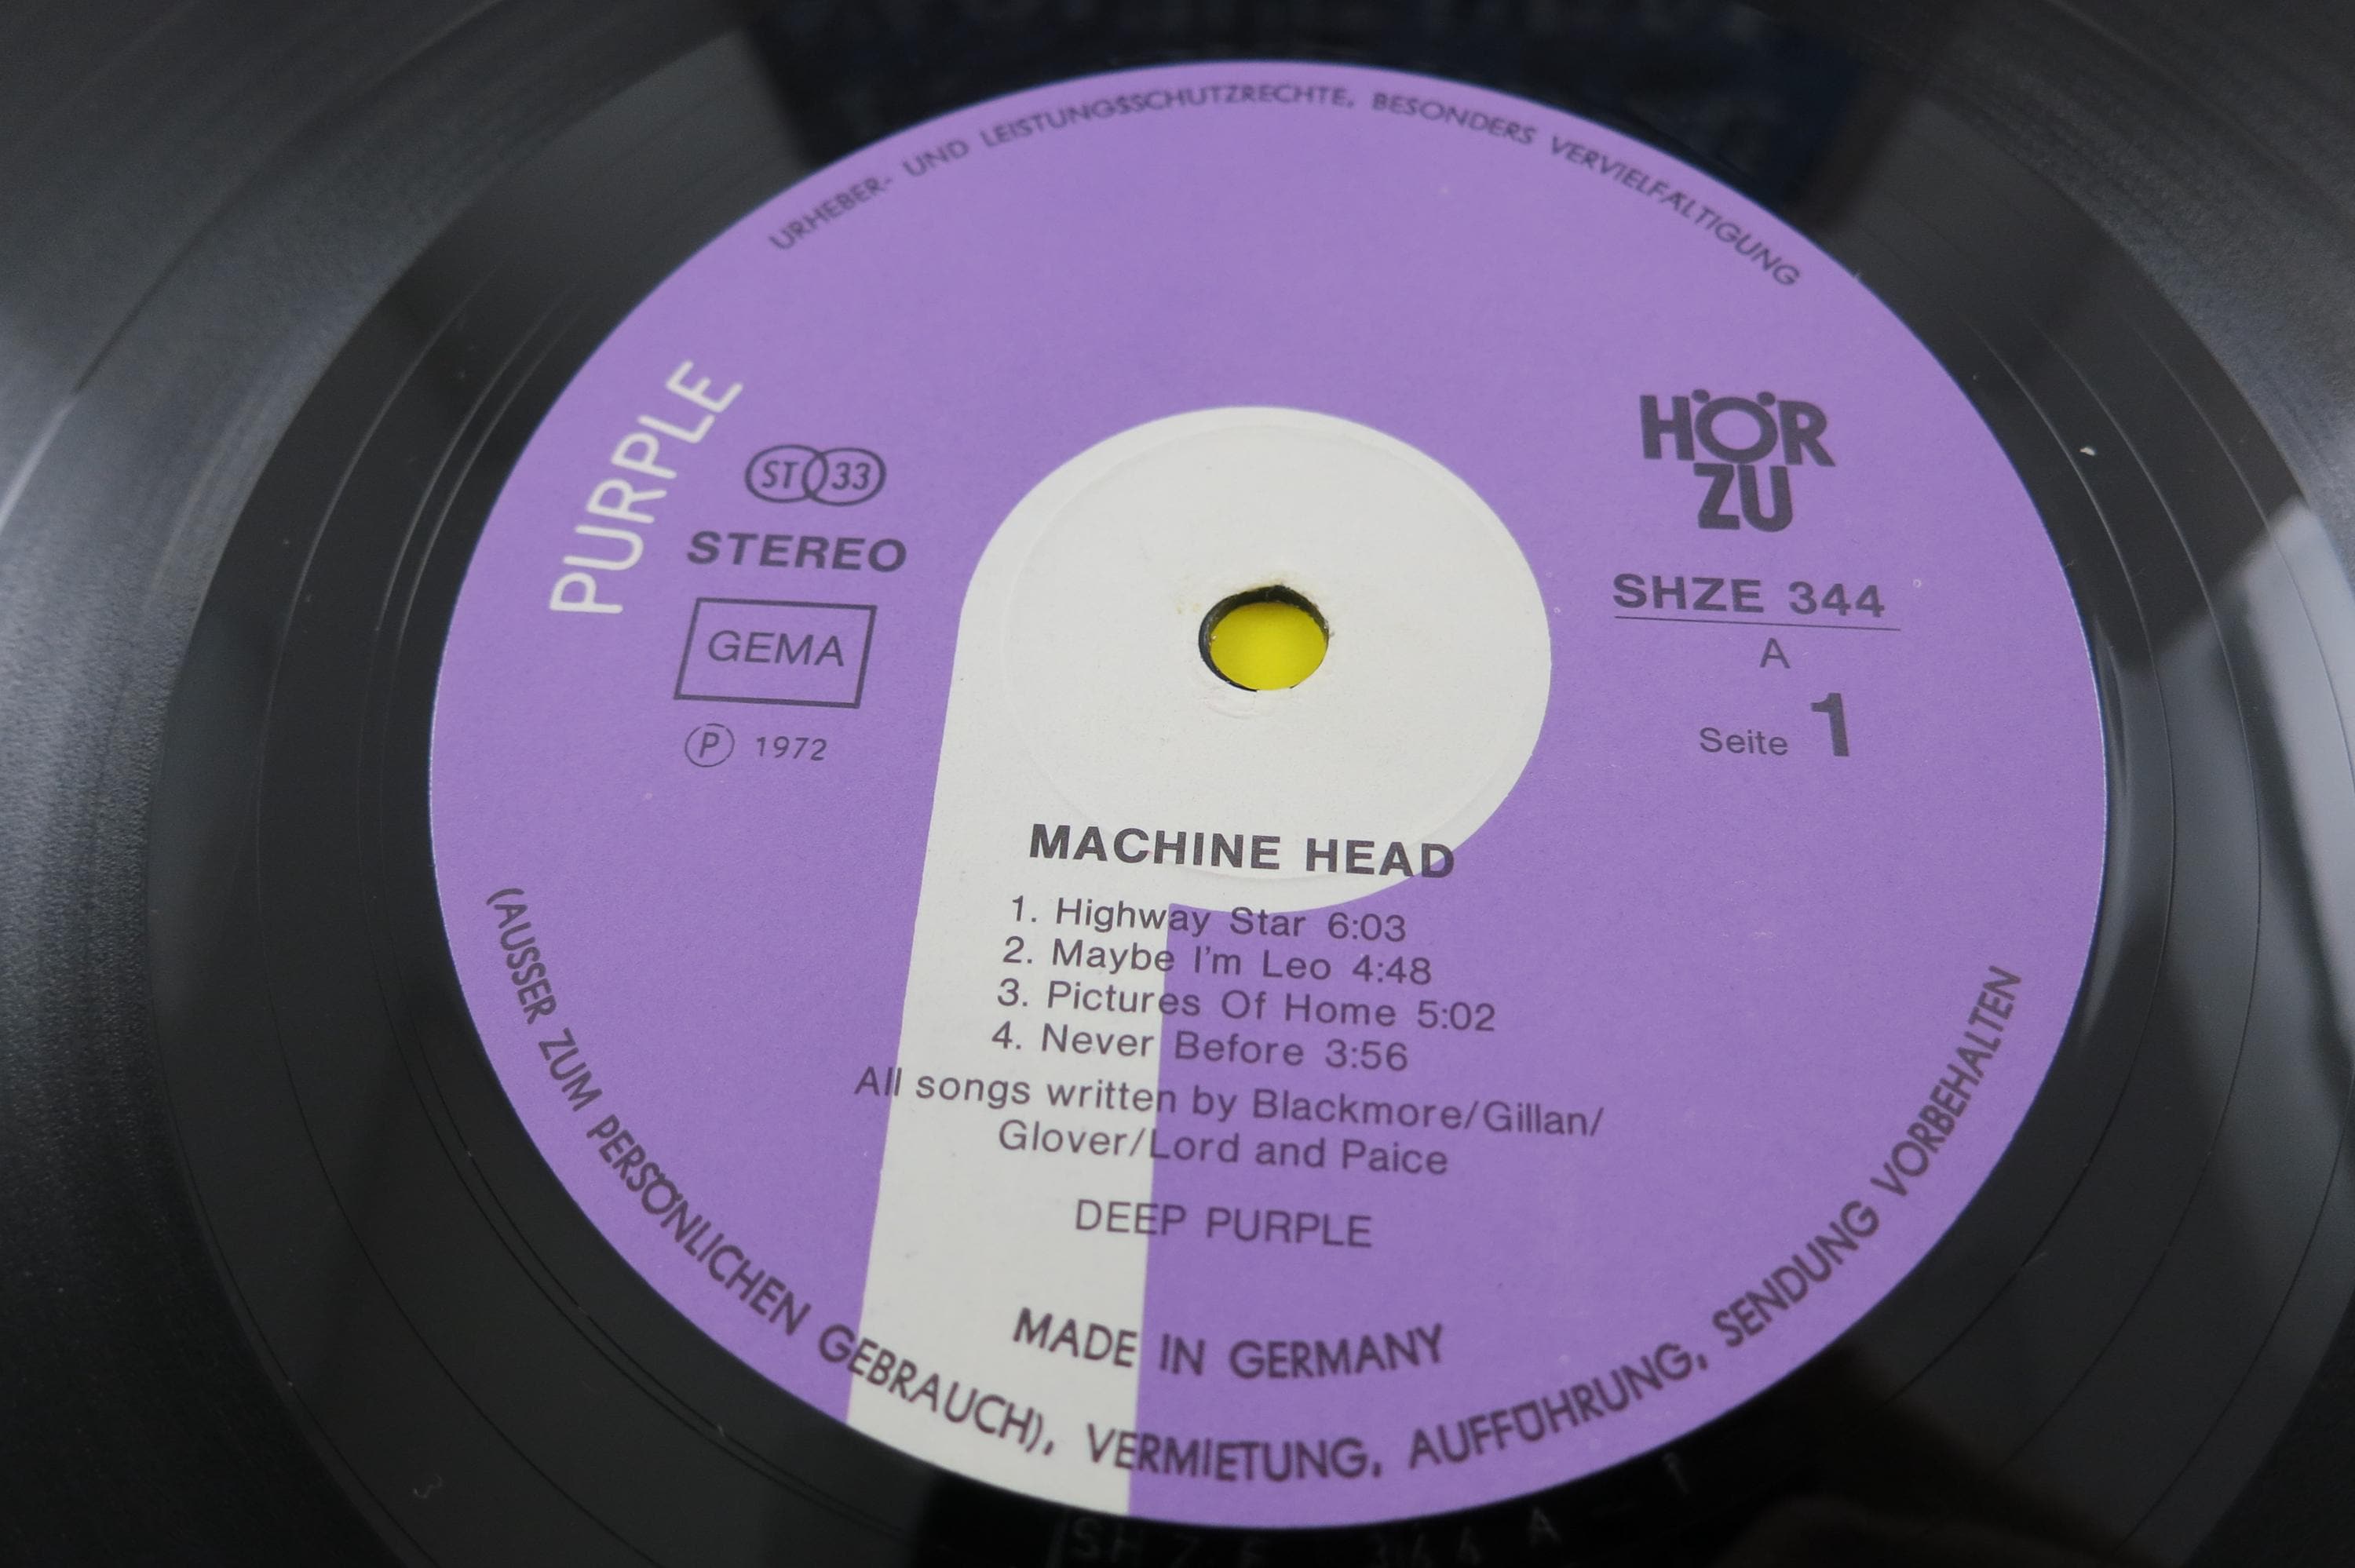 URHEBER- UND LEISTUNGSSCHUTZRECHTE, BESONDERS VERVIELFÄLTIGUNG
PURPLE
ST 33
STEREO
GEMA
Ⓟ 1972
HÖR
ZU
SHZE 344
A
Seite 1
MACHINE HEAD
1. Highway Star 6:03
2. Maybe I'm Leo 4:48
3. Pictures Of Home 5:02
4. Never Before 3:56
All songs written by Blackmore/Gillan/
Glover/Lord and Paice
DEEP PURPLE
MADE IN GERMANY
(AUSSER ZUM PERSÖNLICHEN GEBRAUCH), VERMIETUNG, AUFFÜHRUNG, SENDUNG VORBEHALTEN
SHZE 344 A - 1